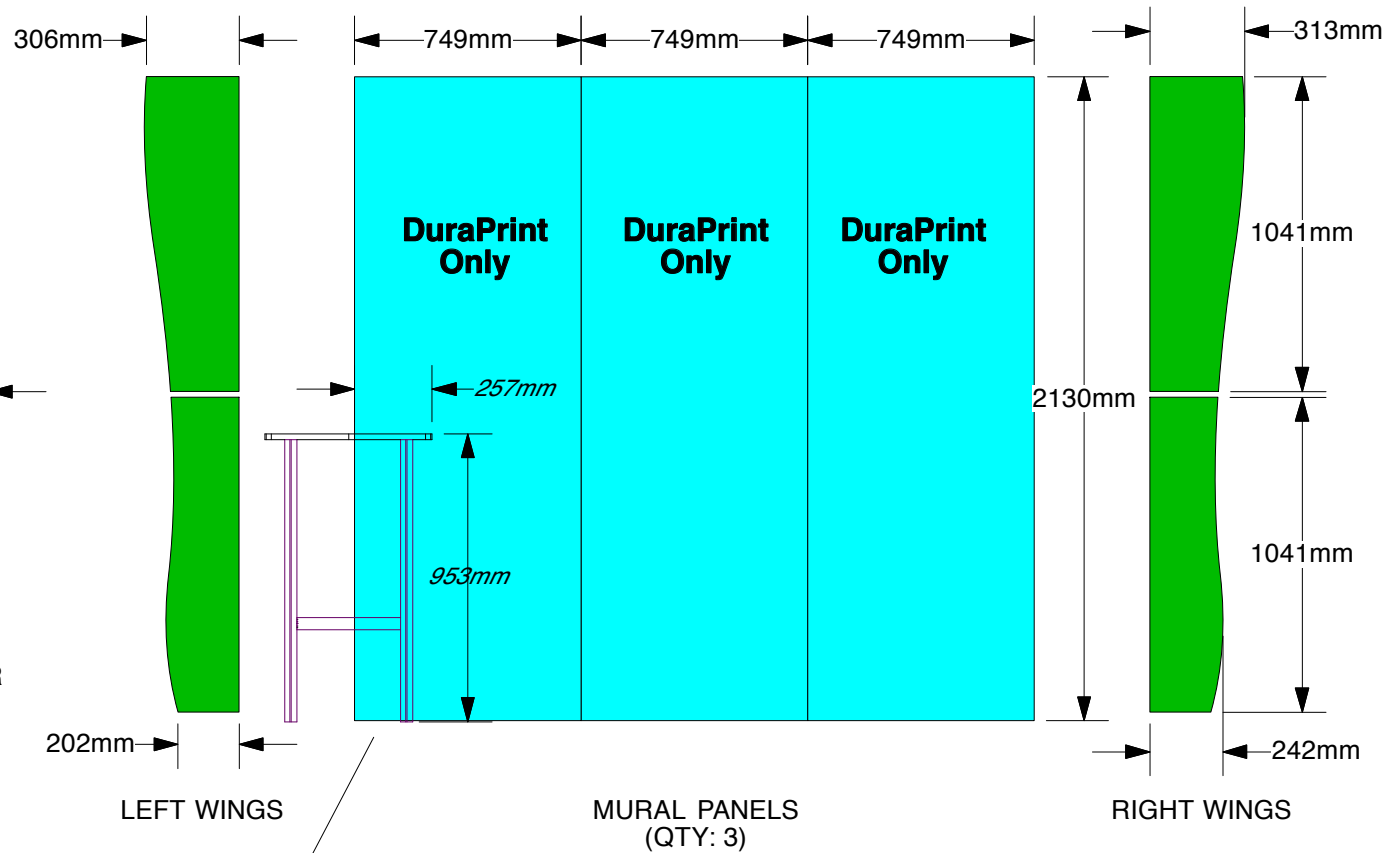 306mm
749mm
749mm
749mm
313mm
DuraPrint
Only
DuraPrint
Only
DuraPrint
Only
1041mm
257mm
2130mm
953mm
1041mm
202mm
242mm
LEFT WINGS
MURAL PANELS
(QTY: 3)
RIGHT WINGS